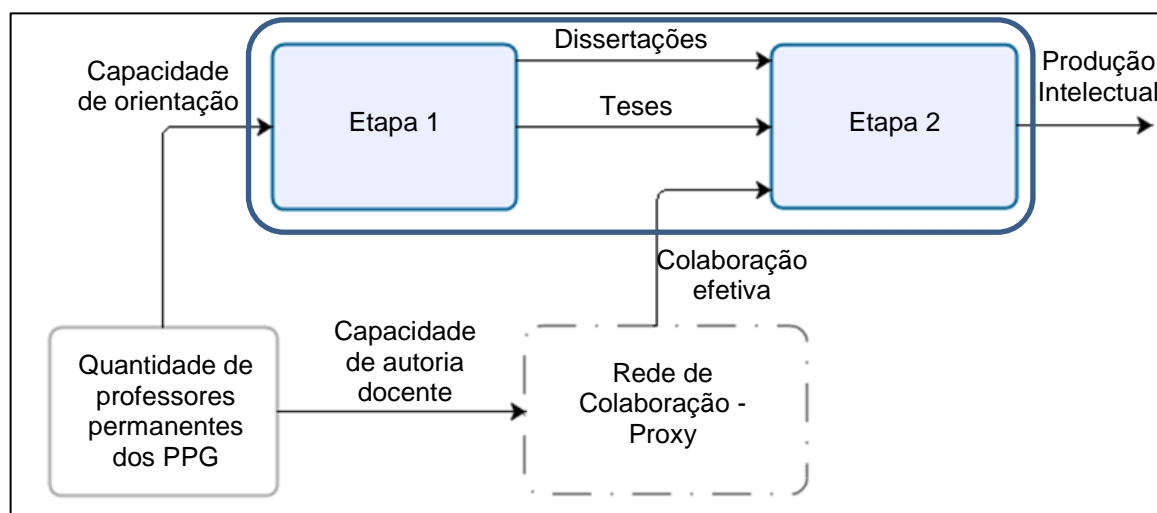 Dissertações
Produção
Intelectual
Capacidade
de orientação
Etapa 1
Teses
Etapa 2
Colaboração
efetiva
Capacidade
de autoria
docente
Quantidade de
professores
permanentes
dos PPG
Rede de
Colaboração -
Proxy